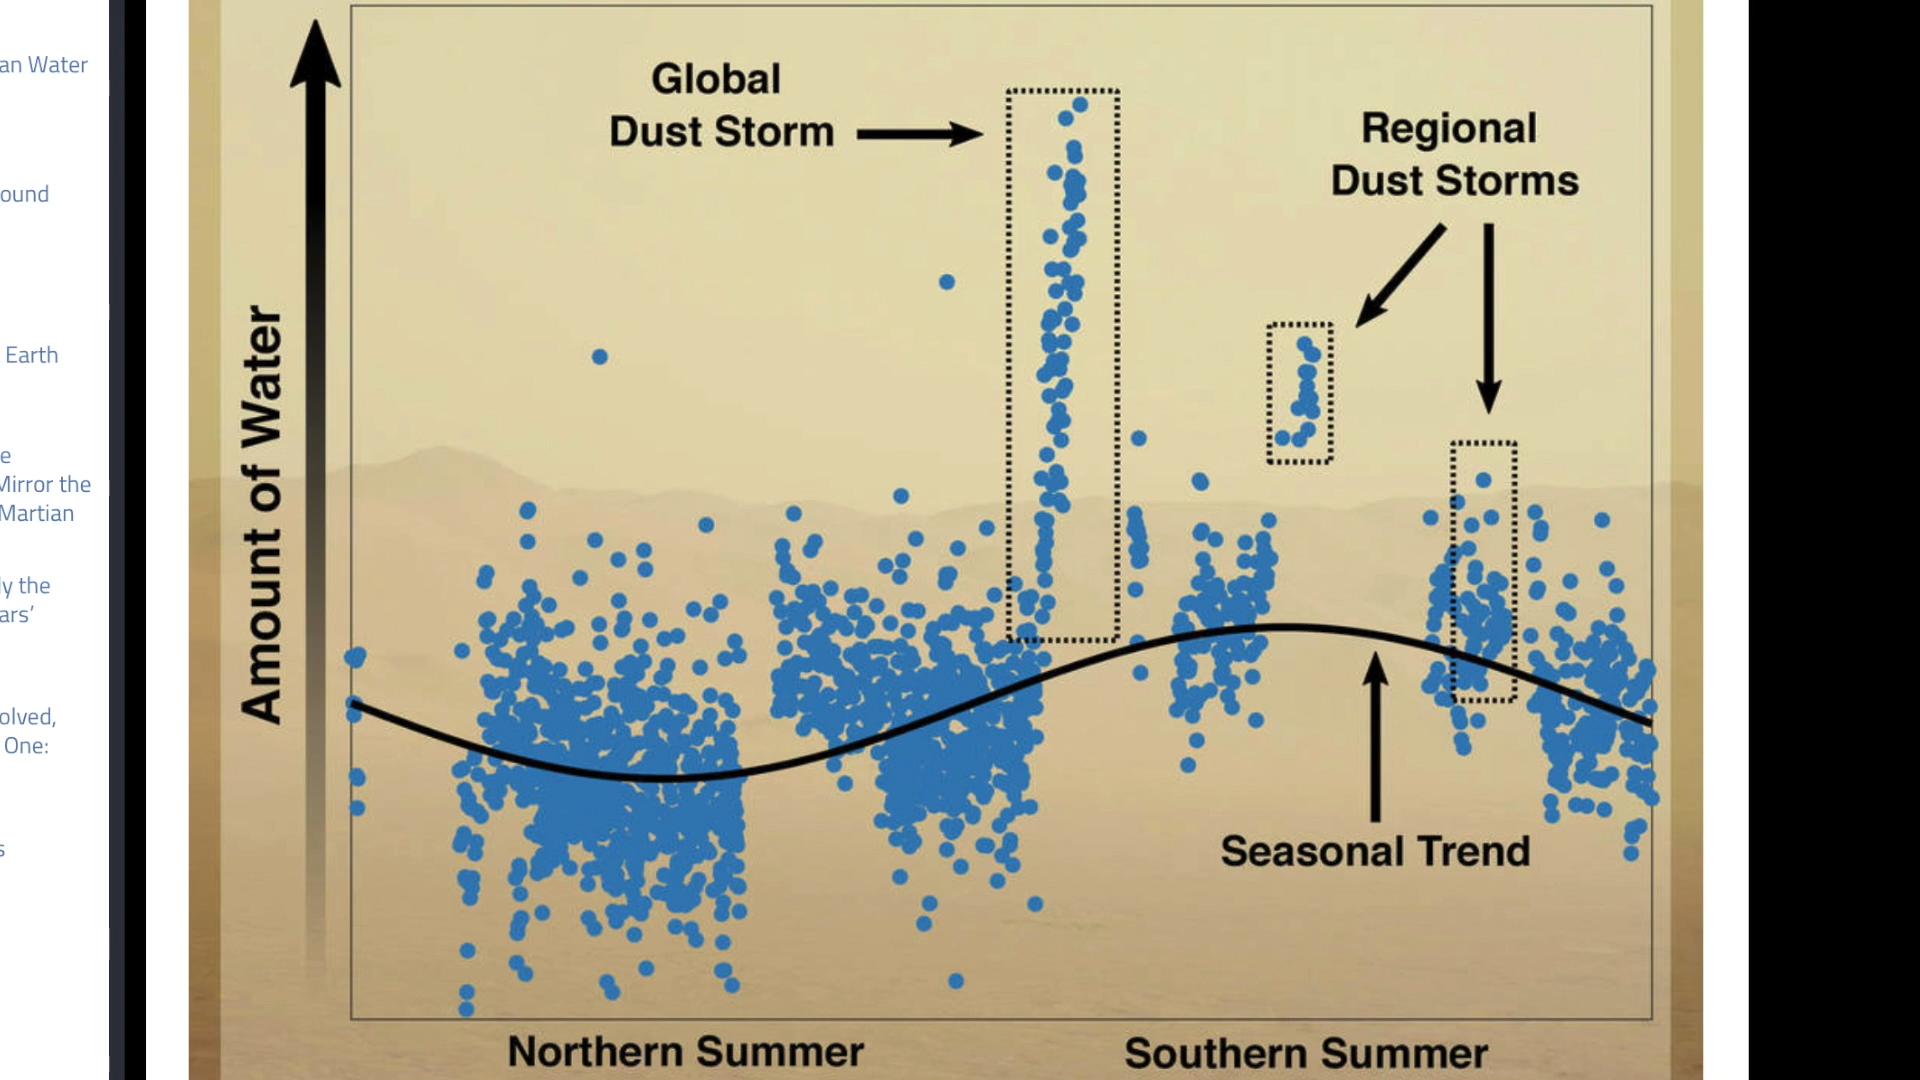 an Water
ound
Earth
e
Mirror the
Martian
ly the
ars'
olved,
One:
s
Global
Dust Storm
Regional
Dust Storms
Amount of Water
Seasonal Trend
Northern Summer
Southern Summer